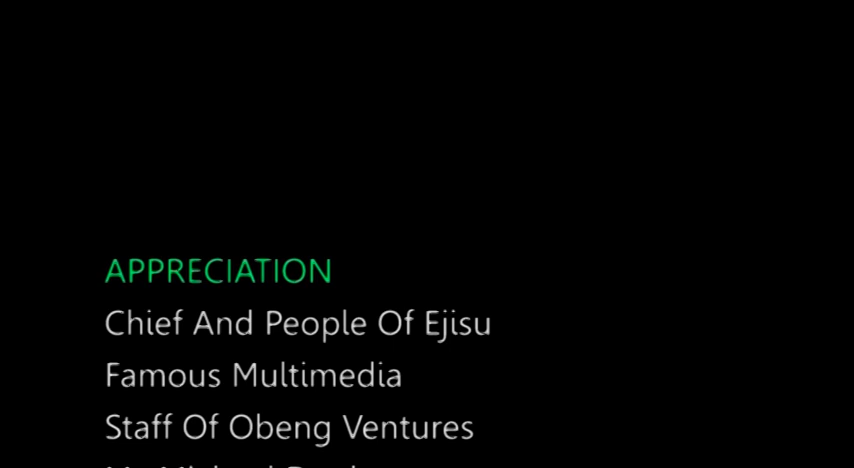 APPRECIATION
Chief And People Of Ejisu
Famous Multimedia
Staff Of Obeng Ventures